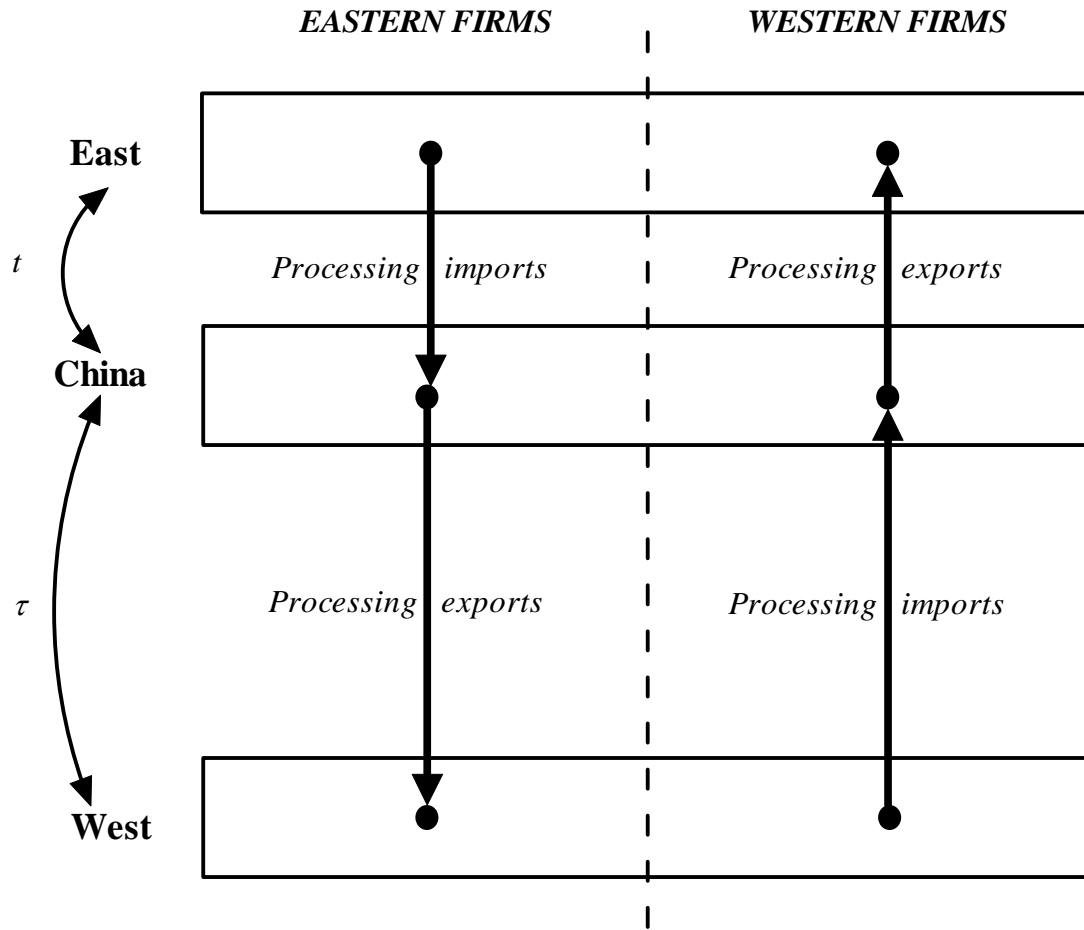 EASTERN FIRMS WESTERN FIRMS
East
t
Processing imports Processing exports
China
τ
Processing exports Processing imports
West